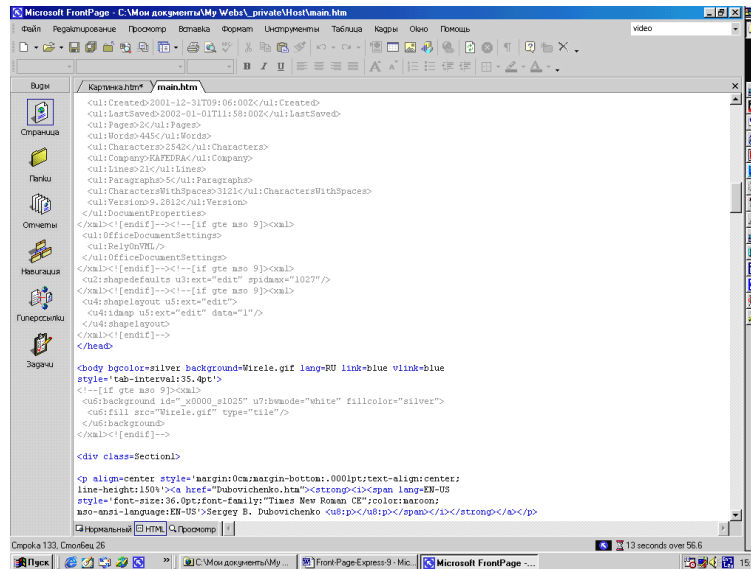 Microsoft FrontPage - C:\Мои документы\My Webs\_private\Host\main.htm
Файл Редактирование Просмотр Вставка Формат Инструменты Таблица Кадры Окно Помощь video
Виды
Картинка.htm* main.htm
<ul:Created>2001-12-31T09:06:00Z</ul:Created>
<ul:LastSaved>2002-01-01T11:58:00Z</ul:LastSaved>
<ul:Pages>2</ul:Pages>
<ul:Words>445</ul:Words>
<ul:Characters>2542</ul:Characters>
<ul:Company>KAFEDRA</ul:Company>
<ul:Lines>21</ul:Lines>
<ul:Paragraphs>5</ul:Paragraphs>
<ul:CharactersWithSpaces>3121</ul:CharactersWithSpaces>
<ul:Version>9.2812</ul:Version>
</ul:DocumentProperties>
</xml><![endif]--><!--[if gte mso 9]><xml>
<ul:OfficeDocumentSettings>
<ul:RelyOnVML/>
</ul:OfficeDocumentSettings>
</xml><![endif]--><!--[if gte mso 9]><xml>
<u2:shapedefaults u3:ext="edit" spidmax="1027"/>
</xml><![endif]--><!--[if gte mso 9]><xml>
<u4:shapelayout u5:ext="edit">
<u4:idmap u5:ext="edit" data="1"/>
</u4:shapelayout>
</xml><![endif]-->
</head>
<body bgcolor=silver background=Wirele.gif lang=RU link=blue vlink=blue
style='tab-interval:35.4pt'>
<!--[if gte mso 9]><xml>
<u6:background id="_x0000_s1025" u7:bwmode="white" fillcolor="silver">
<u6:fill src="Wirele.gif" type="tile"/>
</u6:background>
</xml><![endif]-->
<div class=Section1>
<p align=center style='margin:0cm;margin-bottom:.0001pt;text-align:center;
line-height:150%'><a href="Dubovichenko.htm"><strong><i><span lang=EN-US
style='font-size:36.0pt;font-family:"Times New Roman CE";color:maroon;
mso-ansi-language:EN-US'>Sergey B. Dubovichenko <u8:p></u8:p></span></i></strong></a></p>
Страница
Папки
Отчеты
Навигация
Гиперссылки
Задачи
Нормальный HTML Просмотр
Строка 133, Столбец 26 13 seconds over 56.6
Пуск C:\Мои документы\My ... Front-Page-Express-9 - Mic... Microsoft FrontPage -... 15